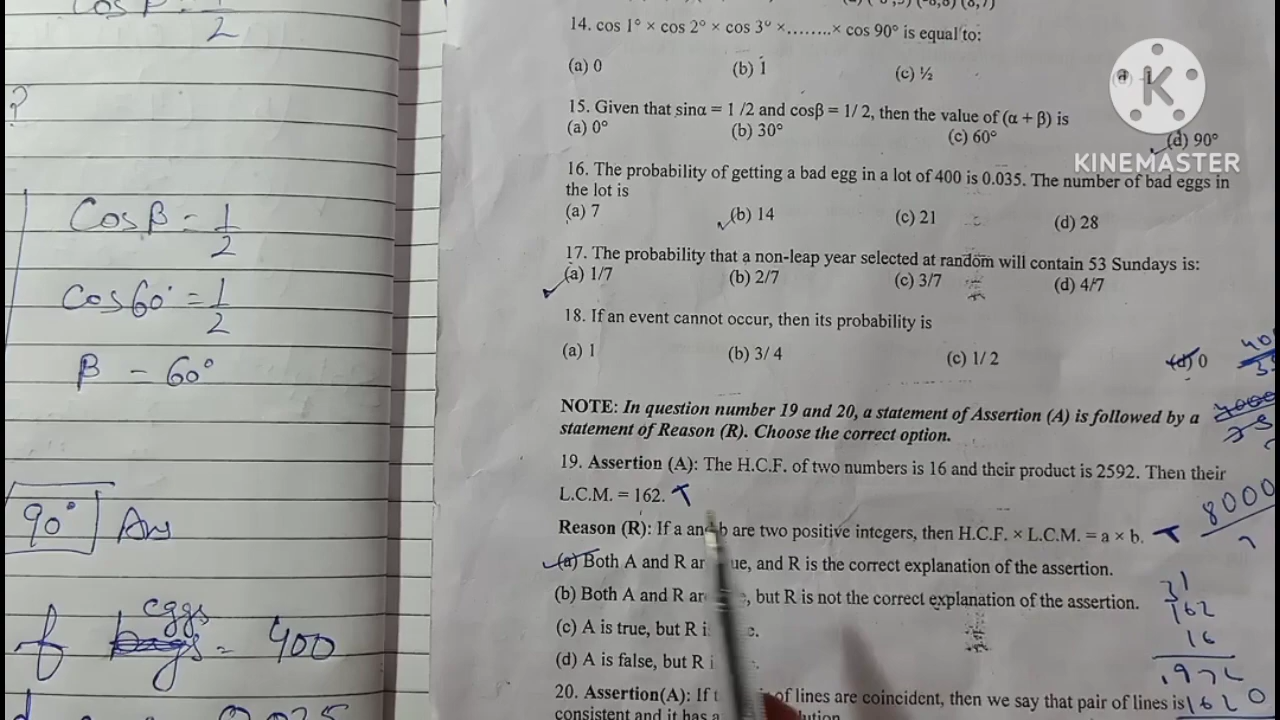 Cos β = 1/2
?
Cos β = 1/2
Cos 60° = 1/2
β = 60°
90° Ans
eggs
f = 400
14. cos 1° × cos 2° × cos 3° ×........× cos 90° is equal to:
(a) 0 (b) 1 (c) ½
15. Given that sinα = 1 /2 and cosβ = 1/ 2, then the value of (α + β) is
(a) 0° (b) 30° (c) 60° (d) 90°
KINEMASTER
16. The probability of getting a bad egg in a lot of 400 is 0.035. The number of bad eggs in
the lot is
(a) 7 (b) 14 (c) 21 (d) 28
17. The probability that a non-leap year selected at random will contain 53 Sundays is:
(a) 1/7 (b) 2/7 (c) 3/7 (d) 4/7
18. If an event cannot occur, then its probability is
(a) 1 (b) 3/ 4 (c) 1/ 2 (d) 0
NOTE: In question number 19 and 20, a statement of Assertion (A) is followed by a
statement of Reason (R). Choose the correct option.
19. Assertion (A): The H.C.F. of two numbers is 16 and their product is 2592. Then their
L.C.M. = 162. T
Reason (R): If a and b are two positive integers, then H.C.F. × L.C.M. = a × b. T
(a) Both A and R are, and R is the correct explanation of the assertion.
(b) Both A and R, but R is not the correct explanation of the assertion.
(c) A is true, but R
(d) A is false, but R
20. Assertion(A): If of lines are coincident, then we say that pair of lines is
consistent and it has
8000
31
162
16
1620